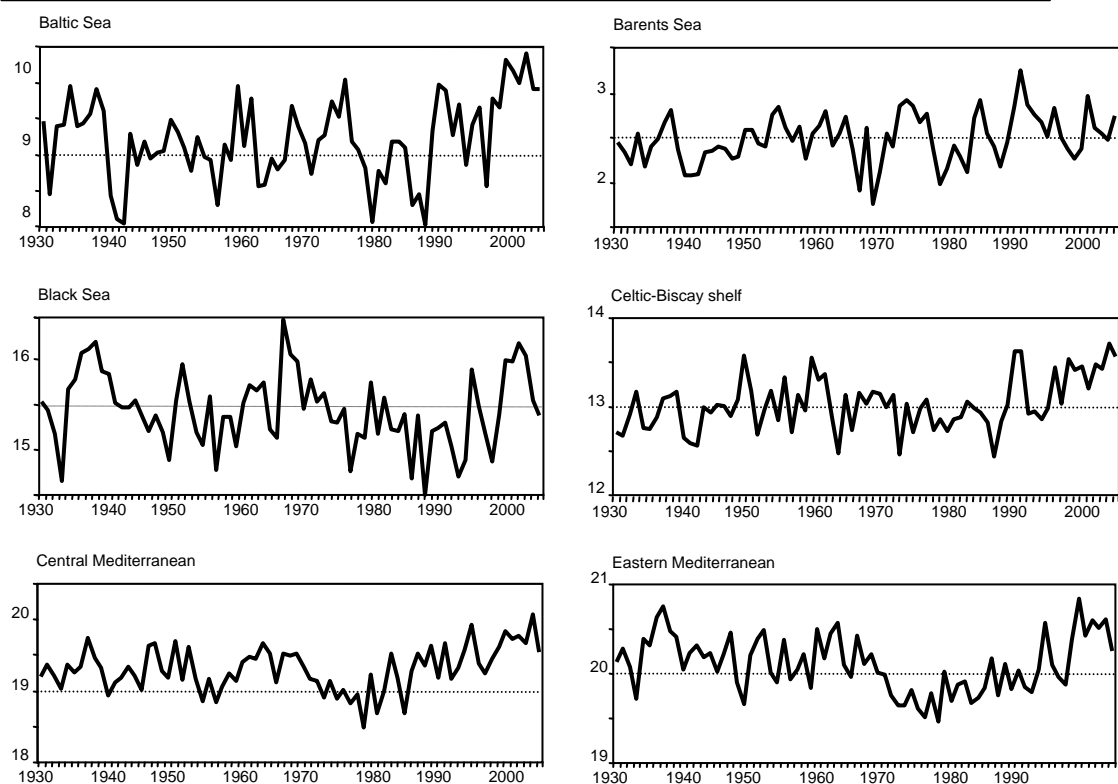 Baltic Sea
10
9
8
1930 1940 1950 1960 1970 1980 1990 2000
Barents Sea
3
2
1930 1940 1950 1960 1970 1980 1990 2000
Black Sea
16
15
1930 1940 1950 1960 1970 1980 1990 2000
Celtic-Biscay shelf
14
13
12
1930 1940 1950 1960 1970 1980 1990 2000
Central Mediterranean
20
19
18
1930 1940 1950 1960 1970 1980 1990 2000
Eastern Mediterranean
21
20
19
1930 1940 1950 1960 1970 1980 1990